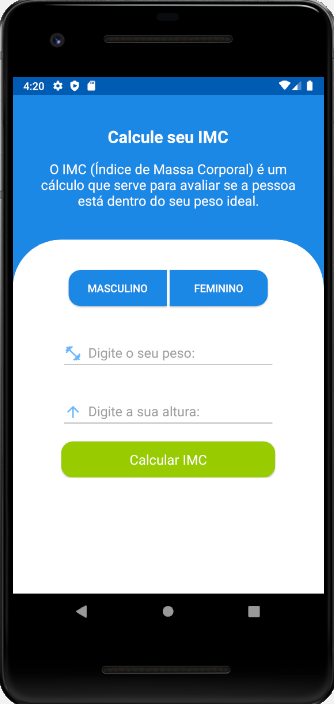 4:20
Calcule seu IMC
O IMC (Índice de Massa Corporal) é um
cálculo que serve para avaliar se a pessoa
está dentro do seu peso ideal.
MASCULINO FEMININO
Digite o seu peso:
Digite a sua altura:
Calcular IMC